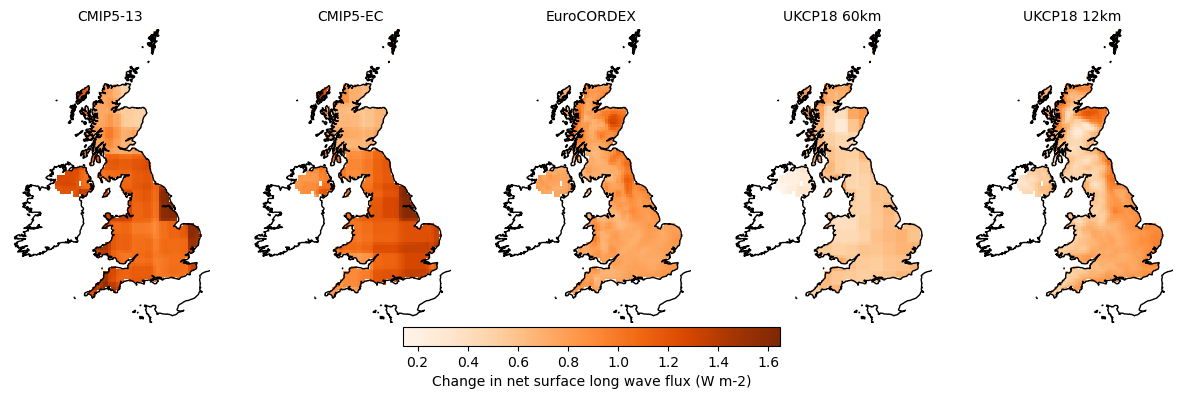 CMIP5-13 CMIP5-EC EuroCORDEX UKCP18 60km UKCP18 12km
0.2 0.4 0.6 0.8 1.0 1.2 1.4 1.6
Change in net surface long wave flux (W m-2)